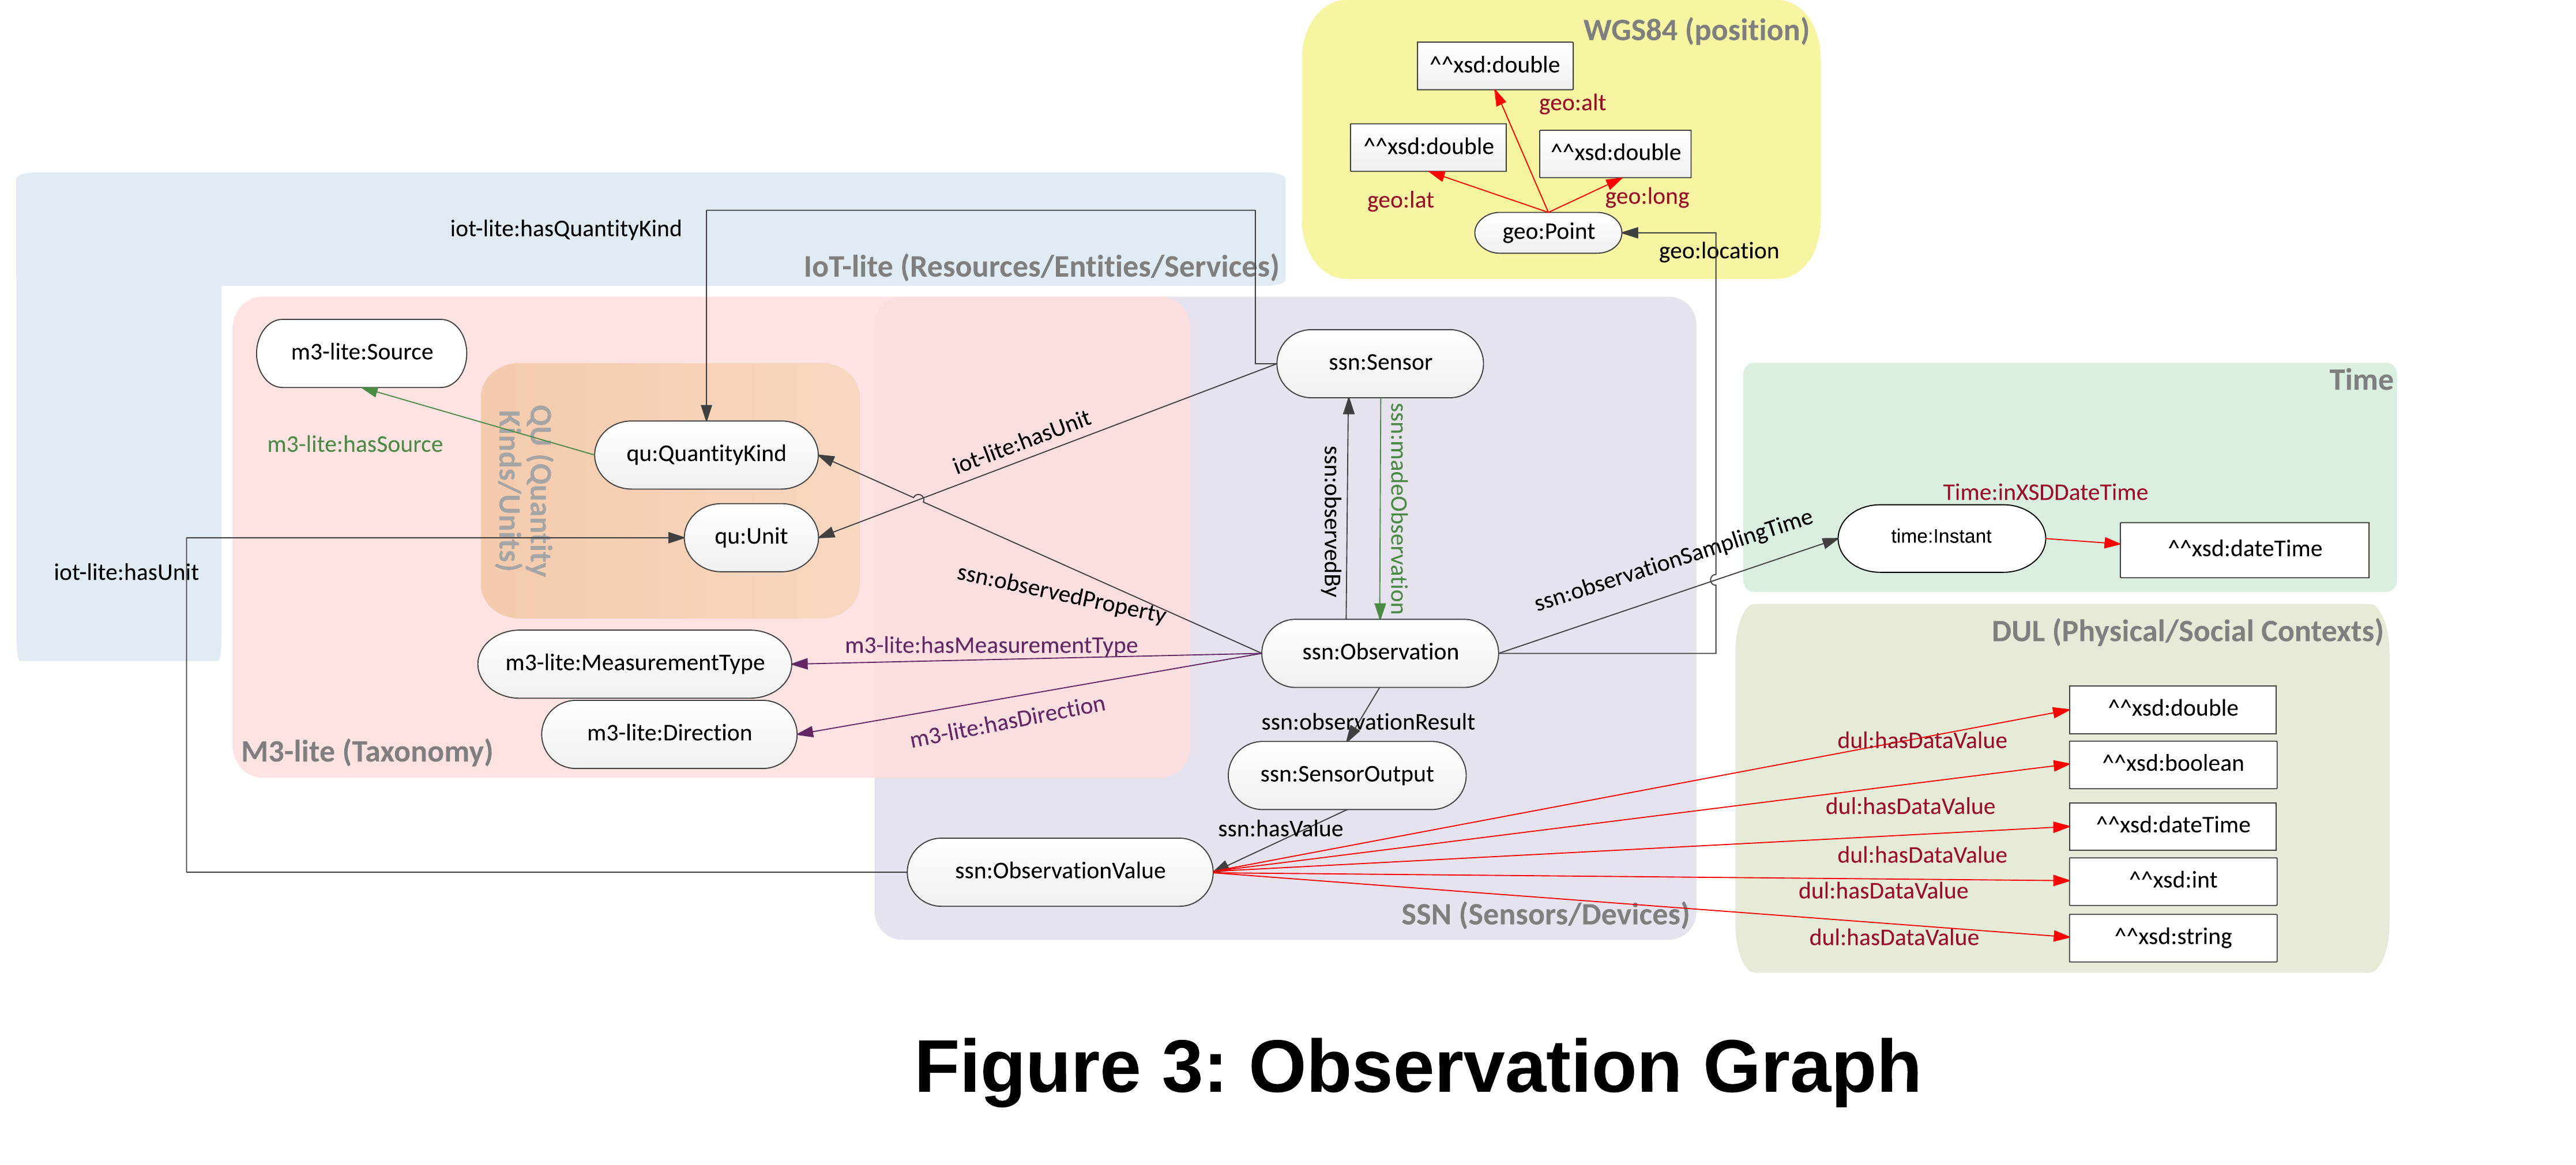 WGS84 (position)
^^xsd:double
geo:alt
^^xsd:double
^^xsd:double
geo:lat
geo:long
geo:Point
geo:location
iot-lite:hasQuantityKind
IoT-lite (Resources/Entities/Services)
m3-lite:Source
ssn:Sensor
Time
m3-lite:hasSource
QU (Quantity
Kinds/Units)
qu:QuantityKind
iot-lite:hasUnit
ssn:observedBy
ssn:madeObservation
Time:inXSDDateTime
qu:Unit
time:Instant
^^xsd:dateTime
iot-lite:hasUnit
ssn:observedProperty
ssn:observationSamplingTime
DUL (Physical/Social Contexts)
m3-lite:MeasurementType
m3-lite:hasMeasurementType
ssn:Observation
m3-lite:Direction
m3-lite:hasDirection
ssn:observationResult
^^xsd:double
dul:hasDataValue
M3-lite (Taxonomy)
ssn:SensorOutput
^^xsd:boolean
dul:hasDataValue
ssn:hasValue
^^xsd:dateTime
dul:hasDataValue
ssn:ObservationValue
^^xsd:int
dul:hasDataValue
SSN (Sensors/Devices)
^^xsd:string
dul:hasDataValue
Figure 3: Observation Graph